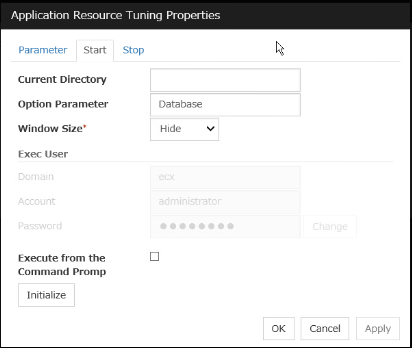 Application Resource Tuning Properties
Parameter Start Stop
Current Directory
Option Parameter Database
Window Size* Hide
Exec User
Domain ecx
Account administrator
Password ●●●●●●●● Change
Execute from the
Command Promp
Initialize
OK Cancel Apply